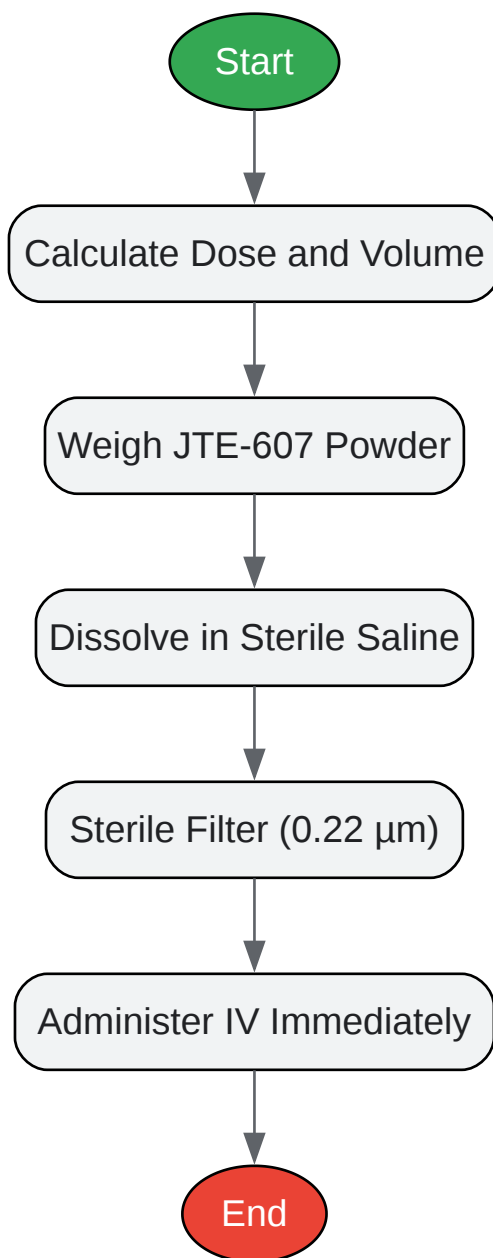 Start
Calculate Dose and Volume
Weigh JTE-607 Powder
Dissolve in Sterile Saline
Sterile Filter (0.22 µm)
Administer IV Immediately
End